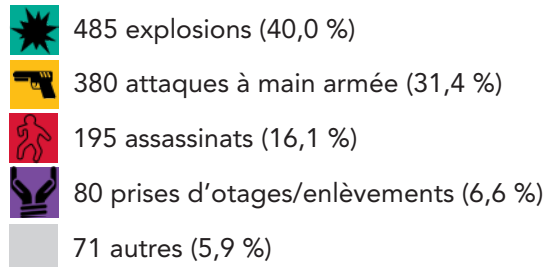 485 explosions (40,0 %)
380 attaques à main armée (31,4 %)
195 assassinats (16,1 %)
80 prises d’otages/enlèvements (6,6 %)
71 autres (5,9 %)